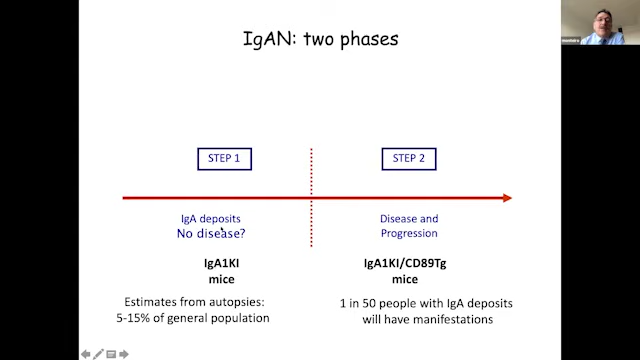 IgAN: two phases
STEP 1
STEP 2
IgA deposits
No disease?
Disease and
Progression
IgA1KI
mice
IgA1KI/CD89Tg
mice
Estimates from autopsies:
5-15% of general population
1 in 50 people with IgA deposits
will have manifestations